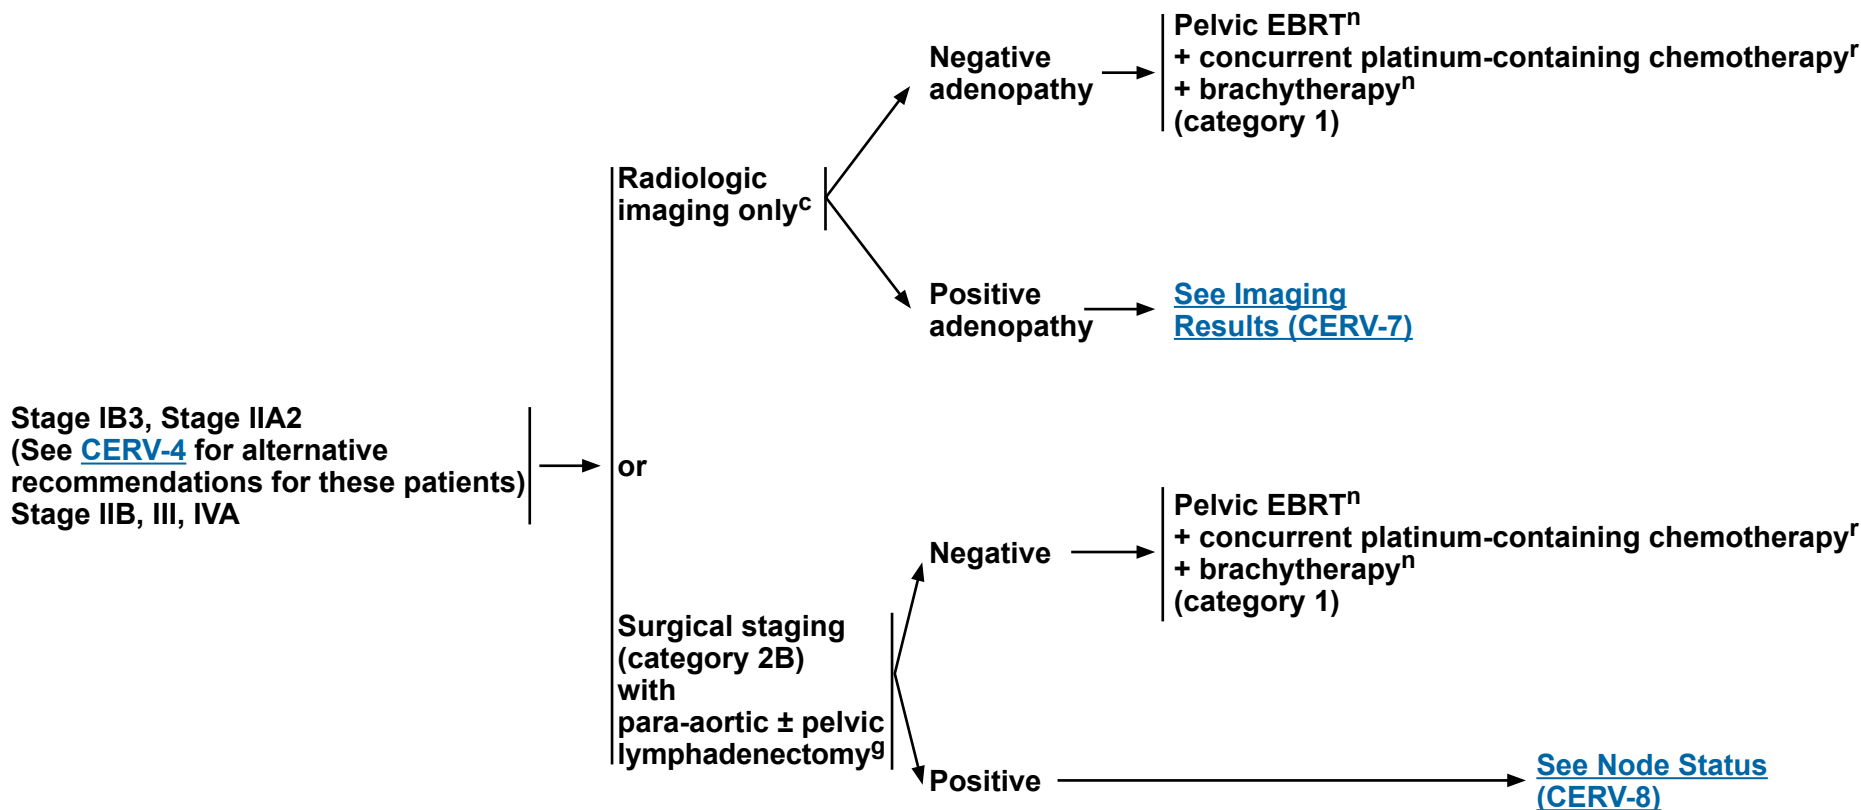 Stage IB3, Stage IIA2
(See CERV-4 for alternative
recommendations for these patients)
Stage IIB, III, IVA
Radiologic
imaging onlyᶜ
or
Surgical staging
(category 2B)
with
para-aortic ± pelvic
lymphadenectomyᵍ
Negative
adenopathy
Pelvic EBRTⁿ
+ concurrent platinum-containing chemotherapyʳ
+ brachytherapyⁿ
(category 1)
Positive
adenopathy
See Imaging
Results (CERV-7)
Negative
Pelvic EBRTⁿ
+ concurrent platinum-containing chemotherapyʳ
+ brachytherapyⁿ
(category 1)
Positive
See Node Status
(CERV-8)